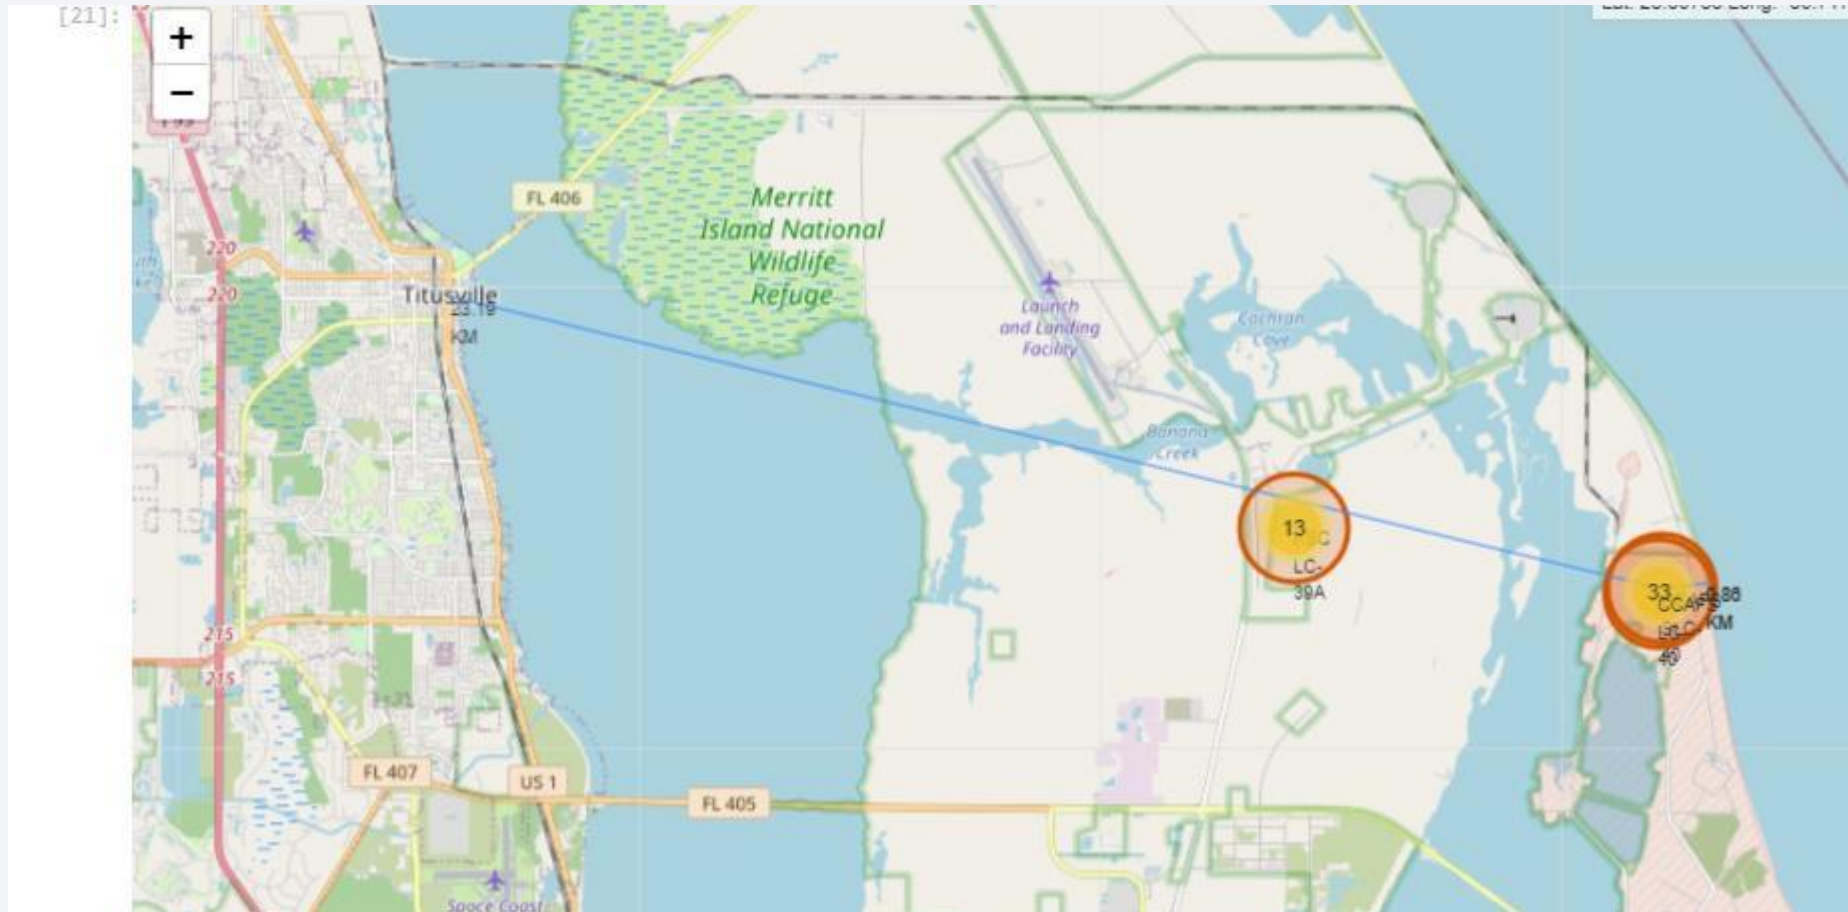 [21]:
+
−
FL 406
220
220
Titusville
23.19
KM
Merritt
Island National
Wildlife
Refuge
Launch
and Landing
Facility
Cochran
Cove
Banana
Creek
13
LC-
39A
33
CCAFS
KM
40
215
215
FL 407
US 1
FL 405
Space Coast